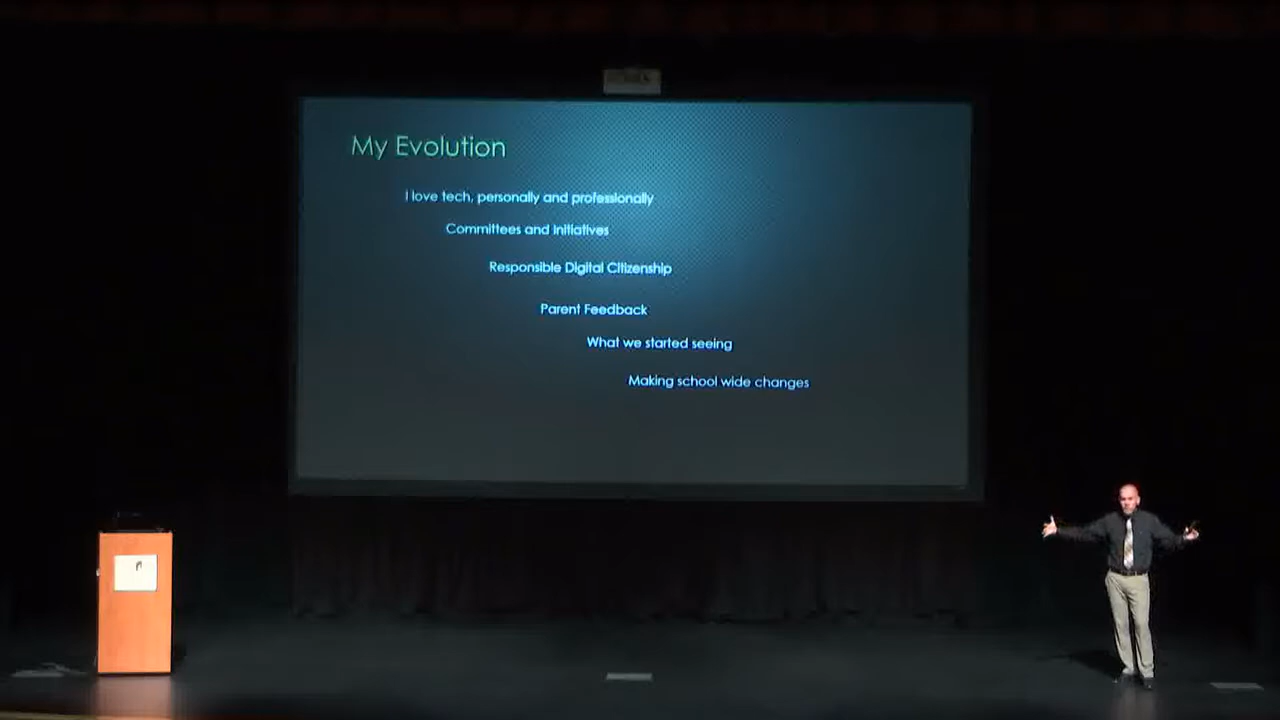 My Evolution
I love tech, personally and professionally
Committees and initiatives
Responsible Digital Citizenship
Parent Feedback
What we started seeing
Making school wide changes